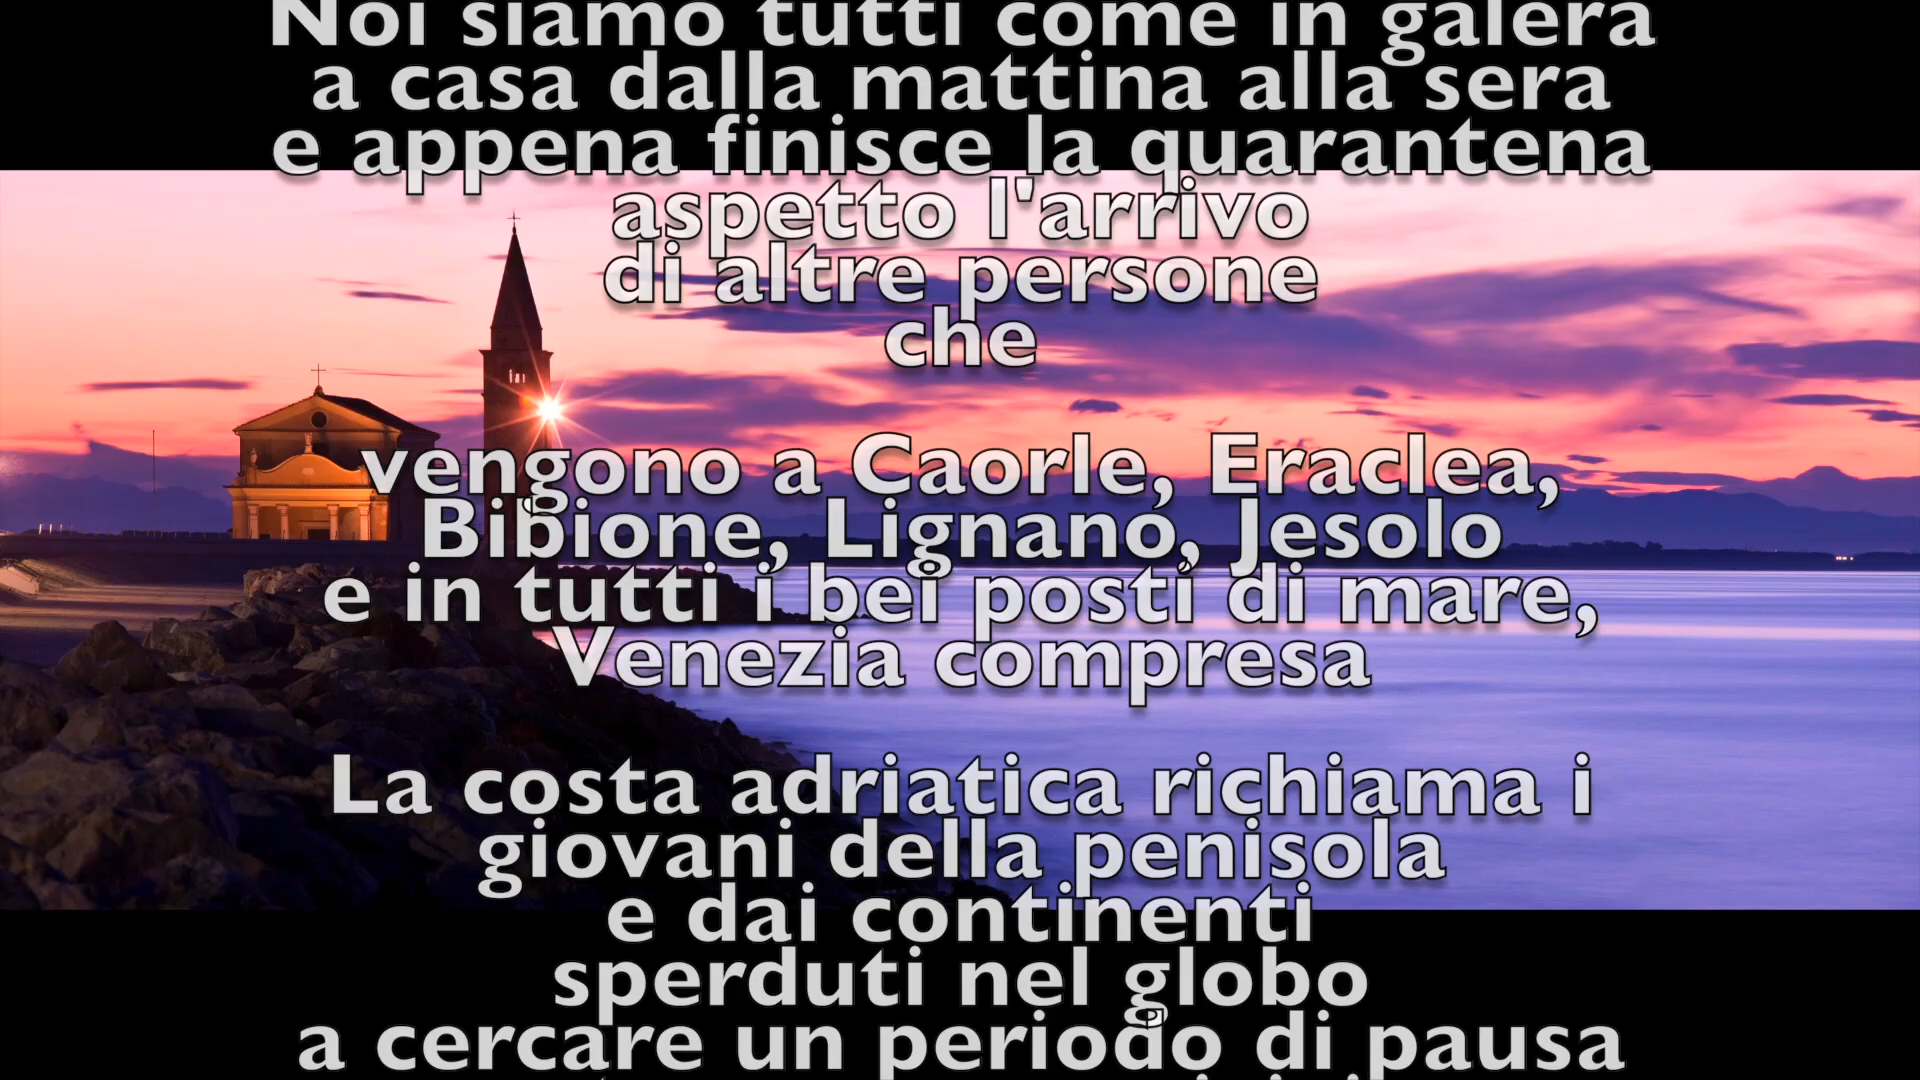 Noi siamo tutti come in galera
a casa dalla mattina alla sera
e appena finisce la quarantena
aspetto l'arrivo
di altre persone
che
vengono a Caorle, Eraclea,
Bibione, Lignano, Jesolo
e in tutti i bei posti di mare,
Venezia compresa
La costa adriatica richiama i
giovani della penisola
e dai continenti
sperduti nel globo
a cercare un periodo di pausa